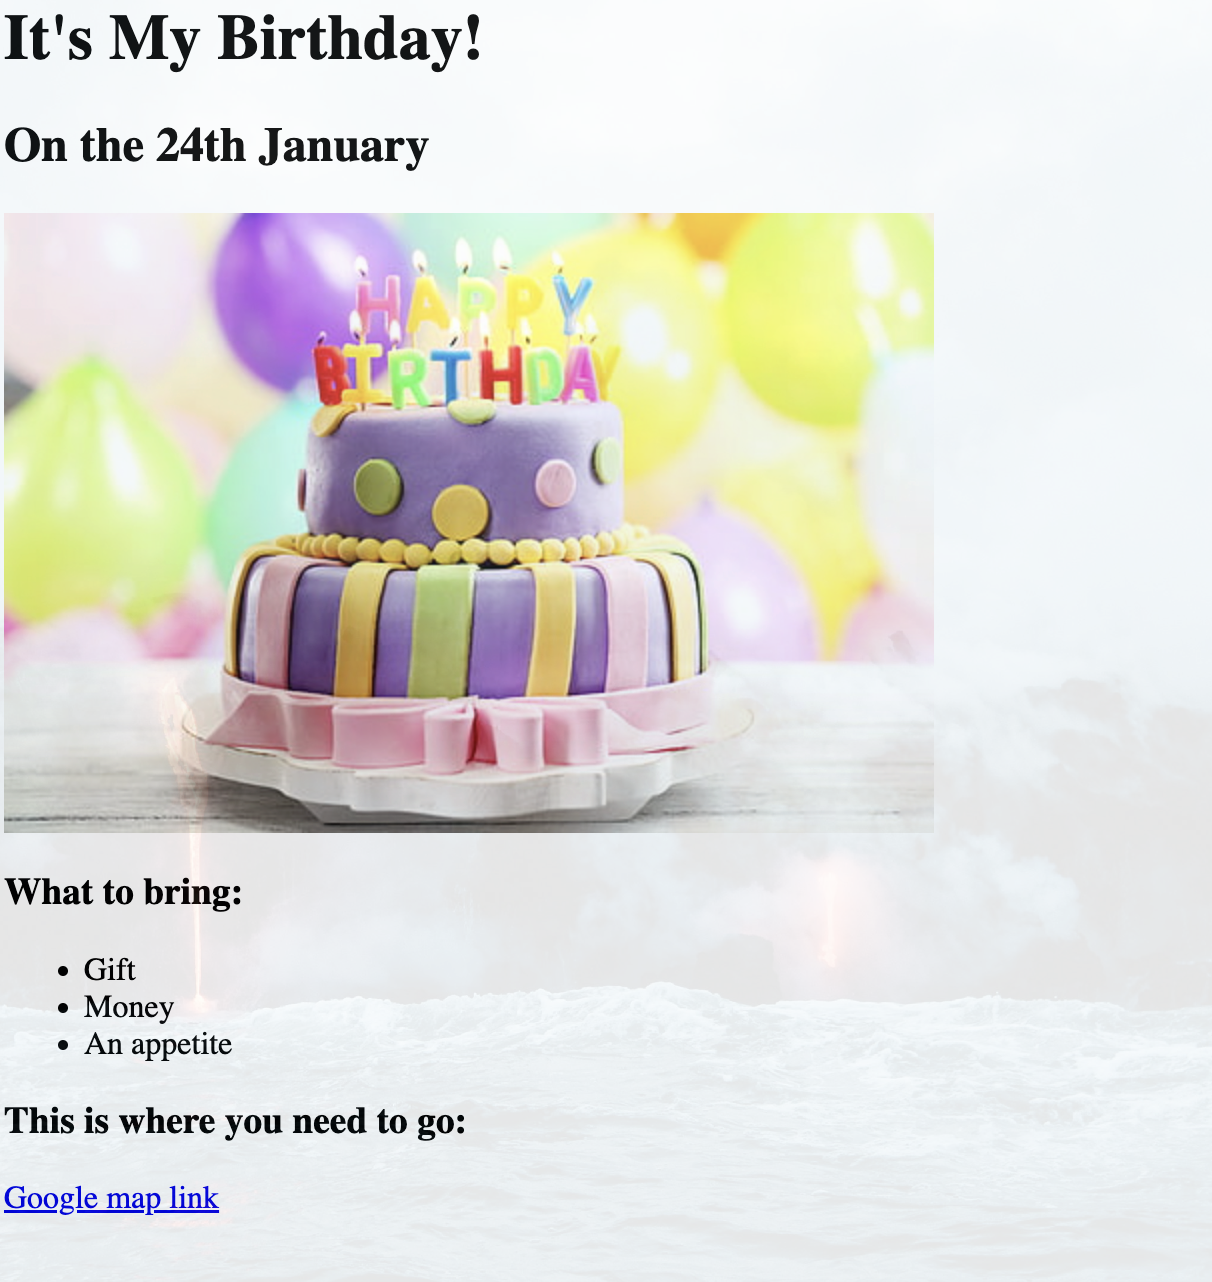 It's My Birthday!
On the 24th January
HAPPY
BIRTHDAY
What to bring:
Gift
Money
An appetite
This is where you need to go:
Google map link